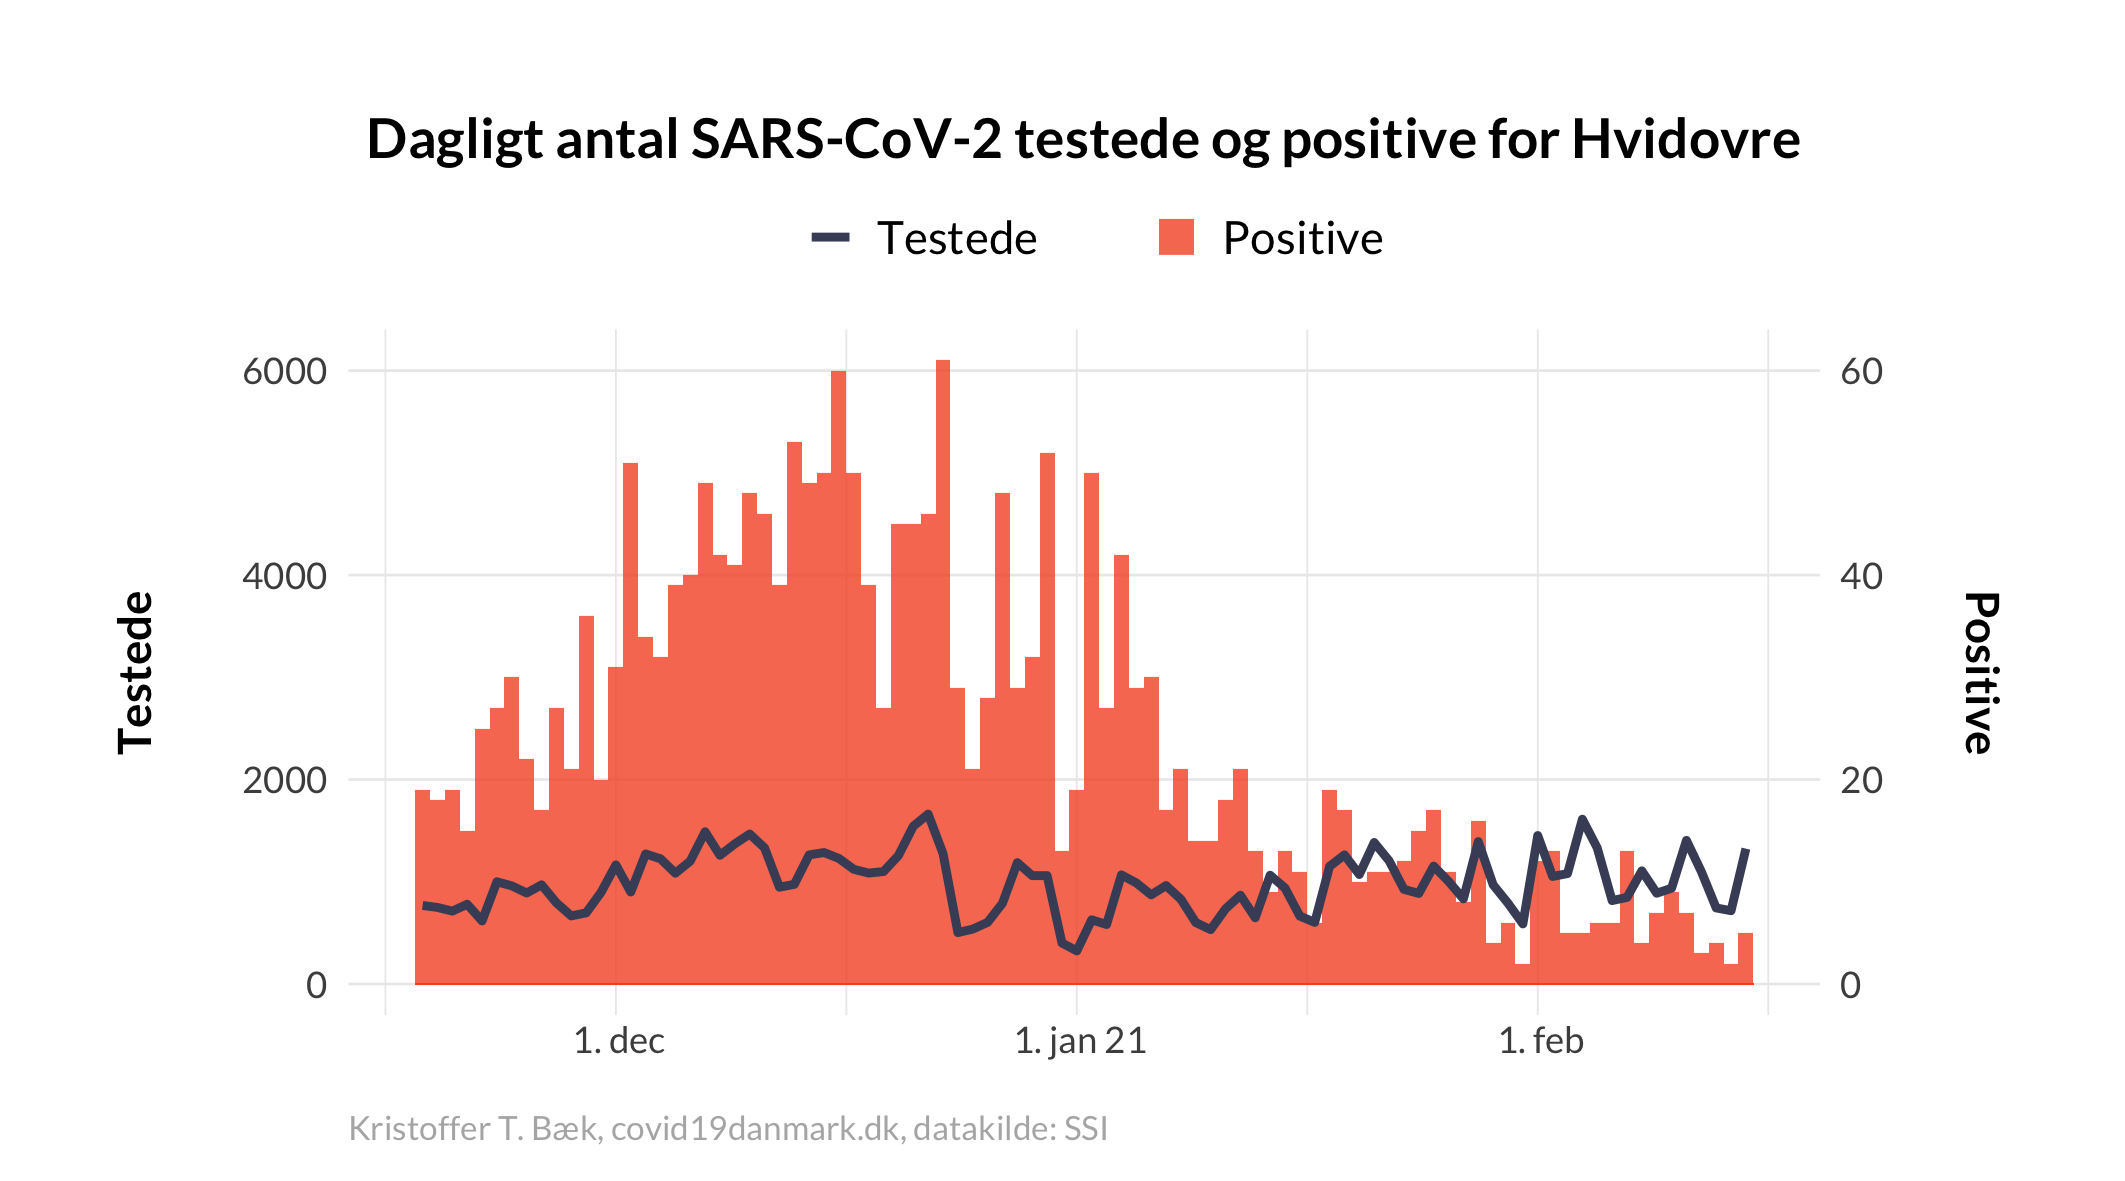 Dagligt antal SARS-CoV-2 testede og positive for Hvidovre
Testede
Positive
6000
4000
2000
0
60
40
20
0
Testede
Positive
1. dec
1. jan 21
1. feb
Kristoffer T. Bæk, covid19danmark.dk, datakilde: SSI